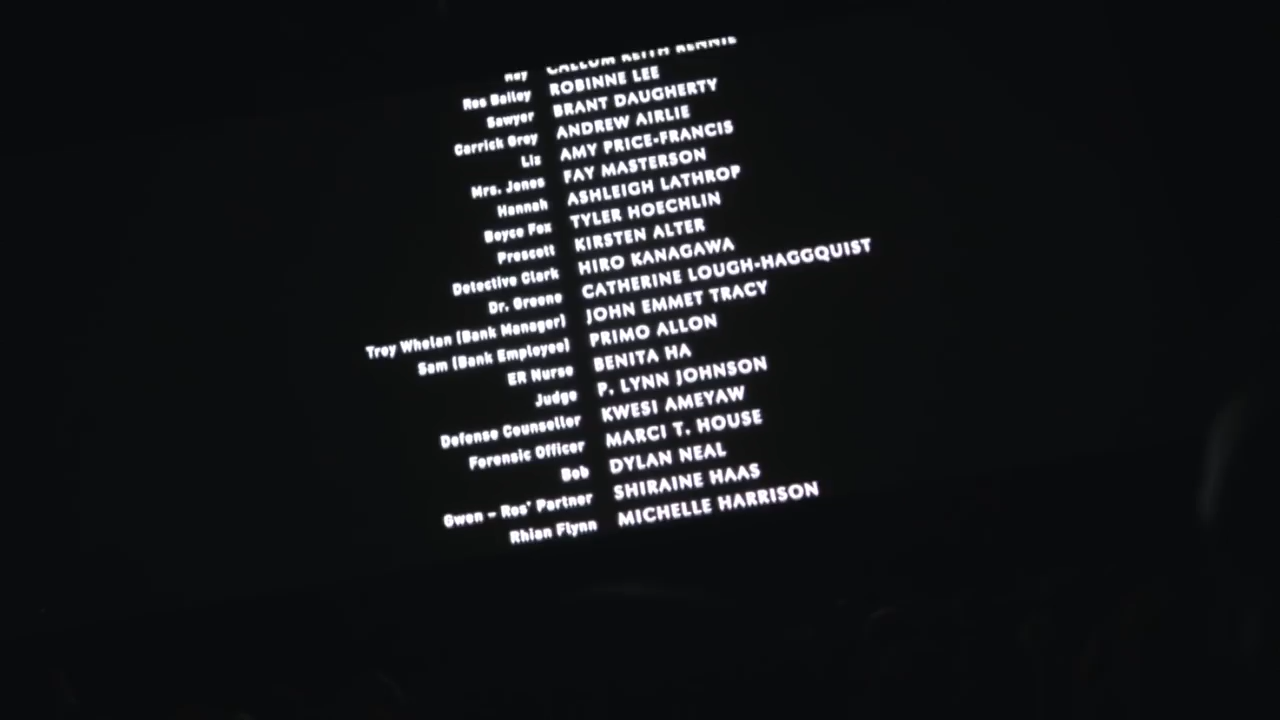 Ray CALLUM KEITH RENNIE
Ros Bailey ROBINNE LEE
Sawyer BRANT DAUGHERTY
Carrick Grey ANDREW AIRLIE
Liz AMY PRICE-FRANCIS
Mrs. Jones FAY MASTERSON
Hannah ASHLEIGH LATHROP
Boyce Fox TYLER HOECHLIN
Prescott KIRSTEN ALTER
Detective Clark HIRO KANAGAWA
Dr. Greene CATHERINE LOUGH-HAGGQUIST
Troy Whelan (Bank Manager) JOHN EMMET TRACY
Sam (Bank Employee) PRIMO ALLON
ER Nurse BENITA HA
Judge P. LYNN JOHNSON
Defense Counsellor KWESI AMEYAW
Forensic Officer MARCI T. HOUSE
Bob DYLAN NEAL
Gwen – Ros' Partner SHIRAINE HAAS
Rhian Flynn MICHELLE HARRISON